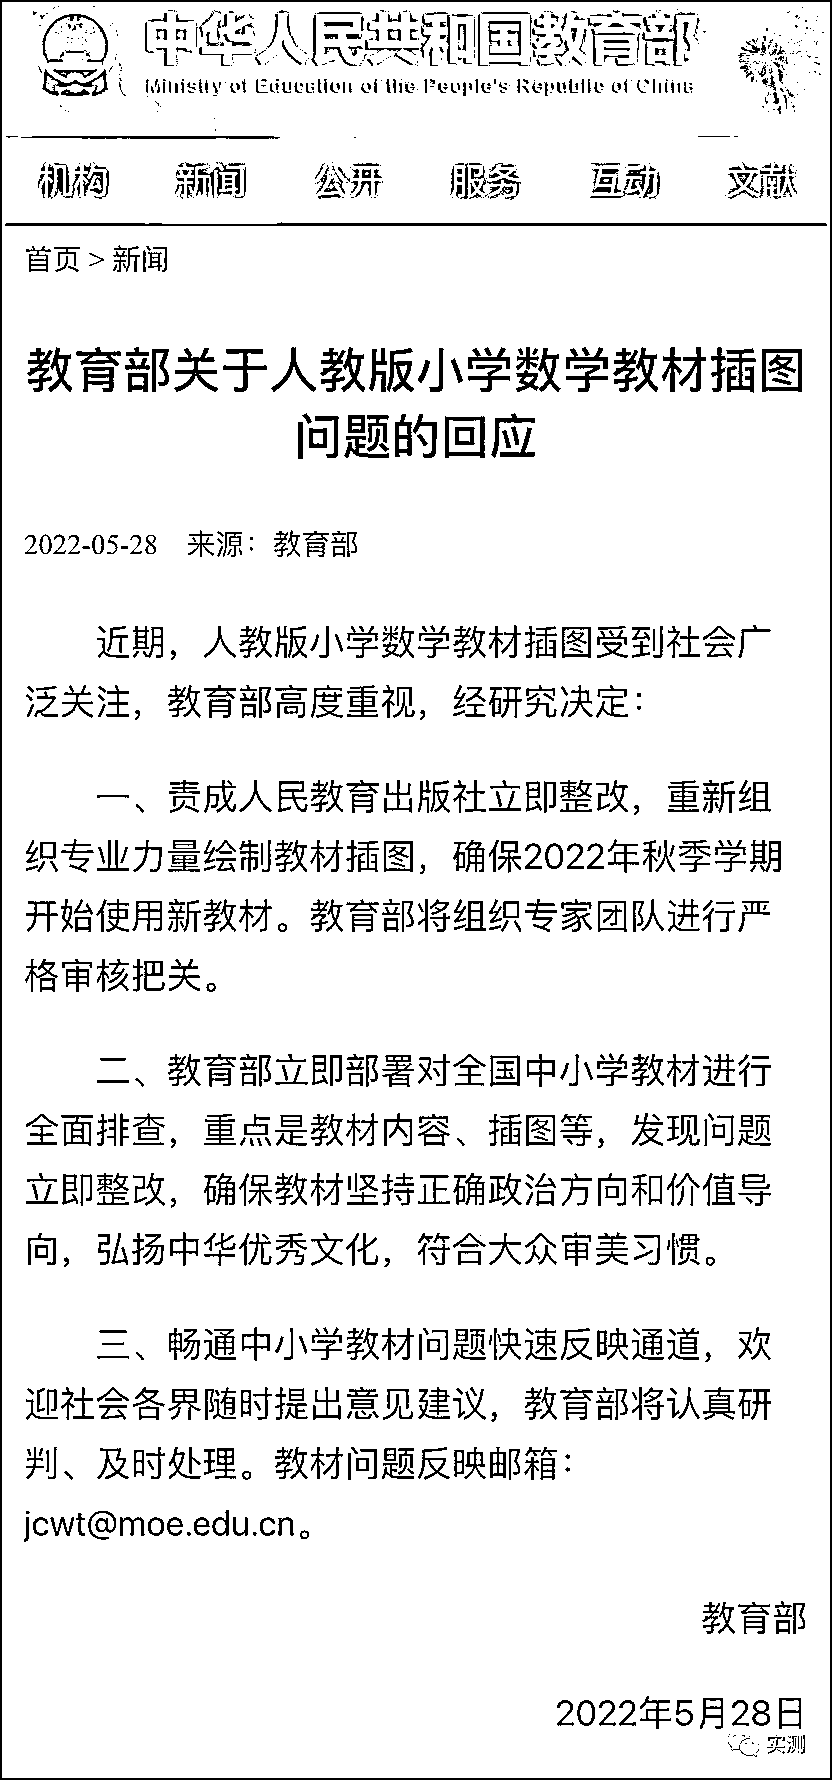 中华人民共和国教育部
Ministry of Education of the People's Republic of China
机构 新闻 公开 服务 互动 文献
首页 > 新闻
教育部关于人教版小学数学教材插图
问题的回应
2022-05-28 来源：教育部
近期，人教版小学数学教材插图受到社会广
泛关注，教育部高度重视，经研究决定：
一、责成人民教育出版社立即整改，重新组
织专业力量绘制教材插图，确保2022年秋季学期
开始使用新教材。教育部将组织专家团队进行严
格审核把关。
二、教育部立即部署对全国中小学教材进行
全面排查，重点是教材内容、插图等，发现问题
立即整改，确保教材坚持正确政治方向和价值导
向，弘扬中华优秀文化，符合大众审美习惯。
三、畅通中小学教材问题快速反映通道，欢
迎社会各界随时提出意见建议，教育部将认真研
判、及时处理。教材问题反映邮箱：
jcwt@moe.edu.cn。
教育部
2022年5月28日
实测